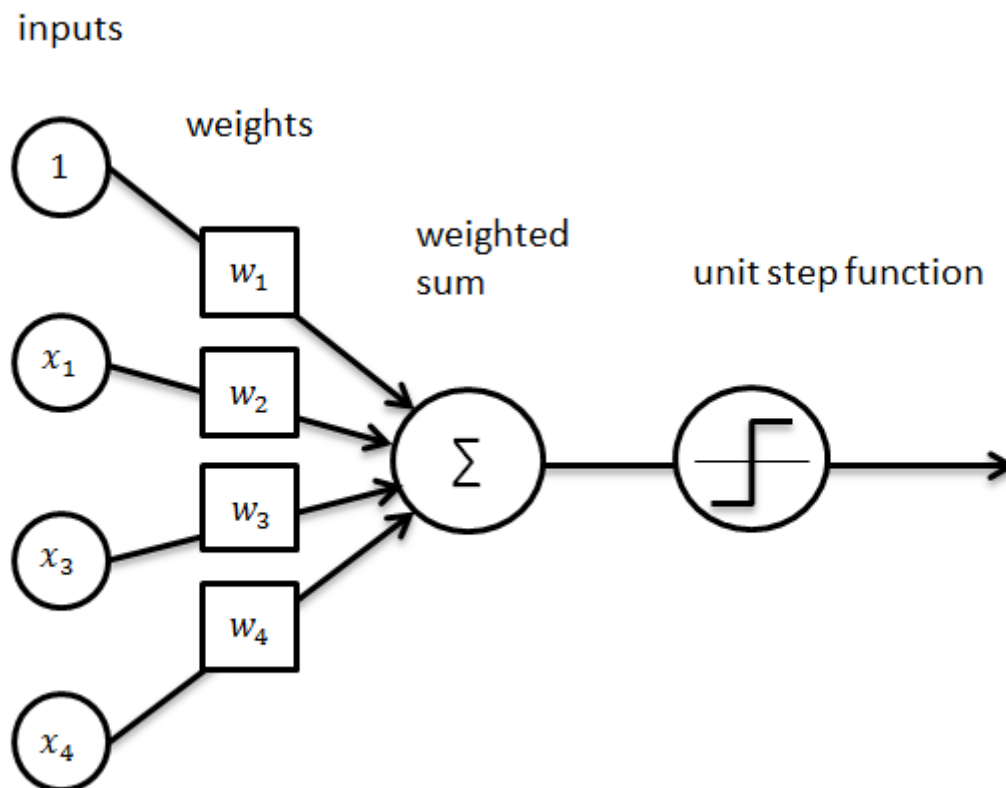 inputs
weights
1
w₁
weighted
sum
unit step function
x₁
w₂
∑
w₃
x₃
w₄
x₄